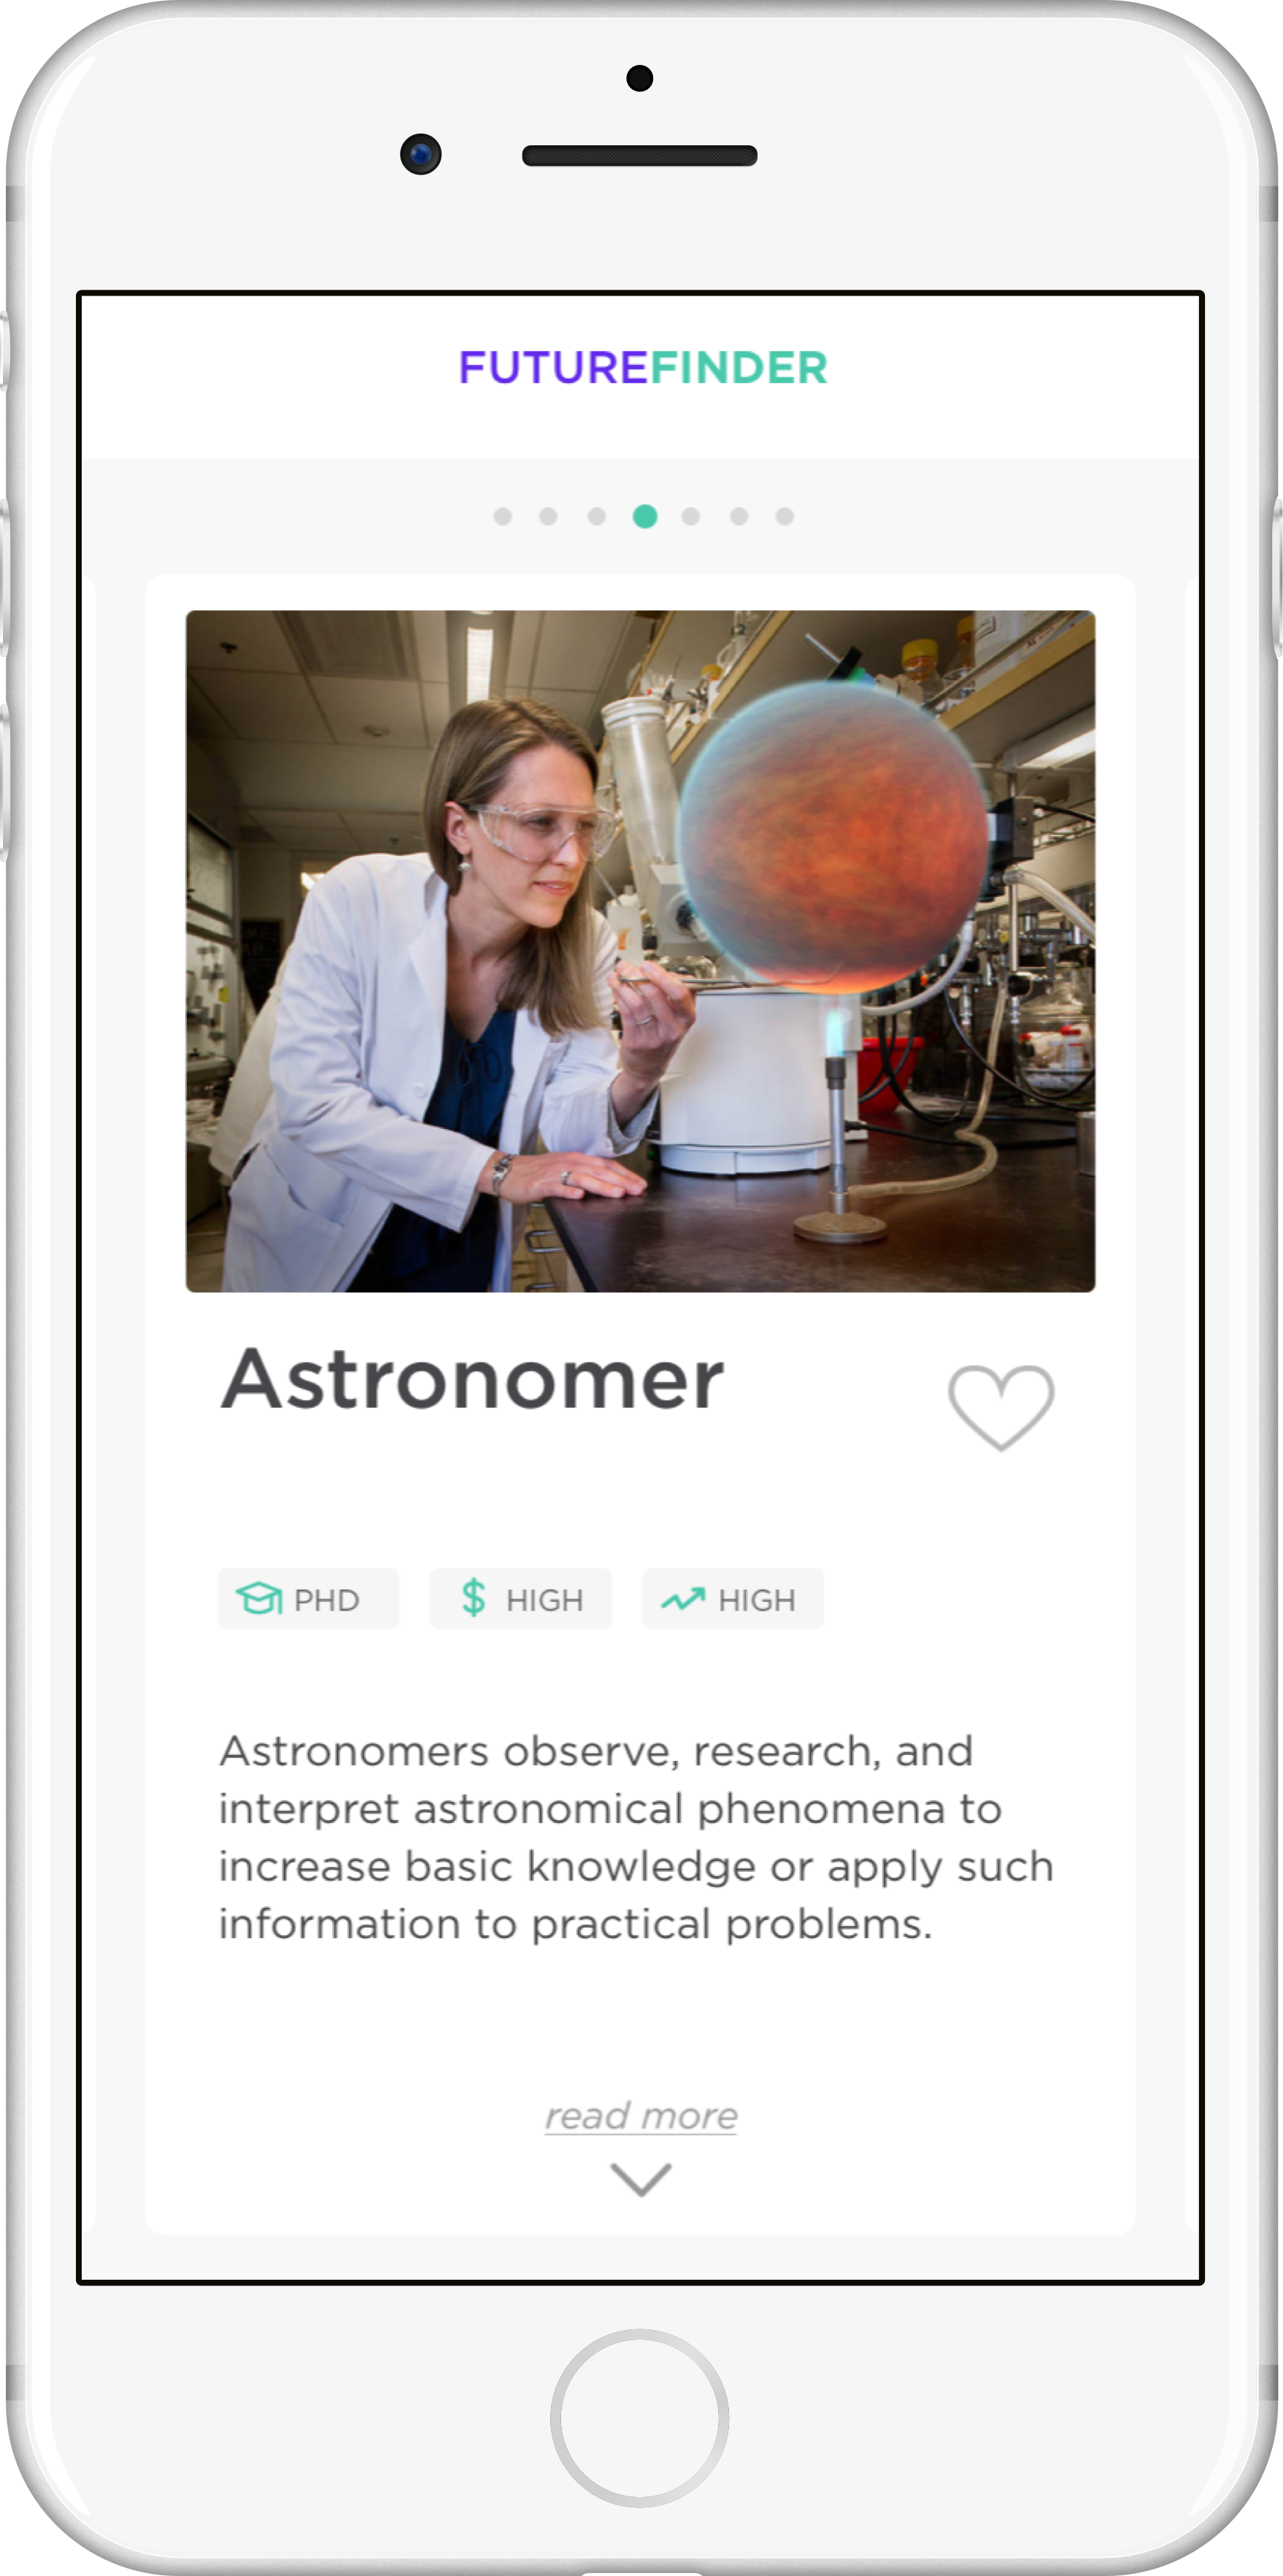 FUTUREFINDER
Astronomer
PHD
HIGH
HIGH
Astronomers observe, research, and
interpret astronomical phenomena to
increase basic knowledge or apply such
information to practical problems.
read more